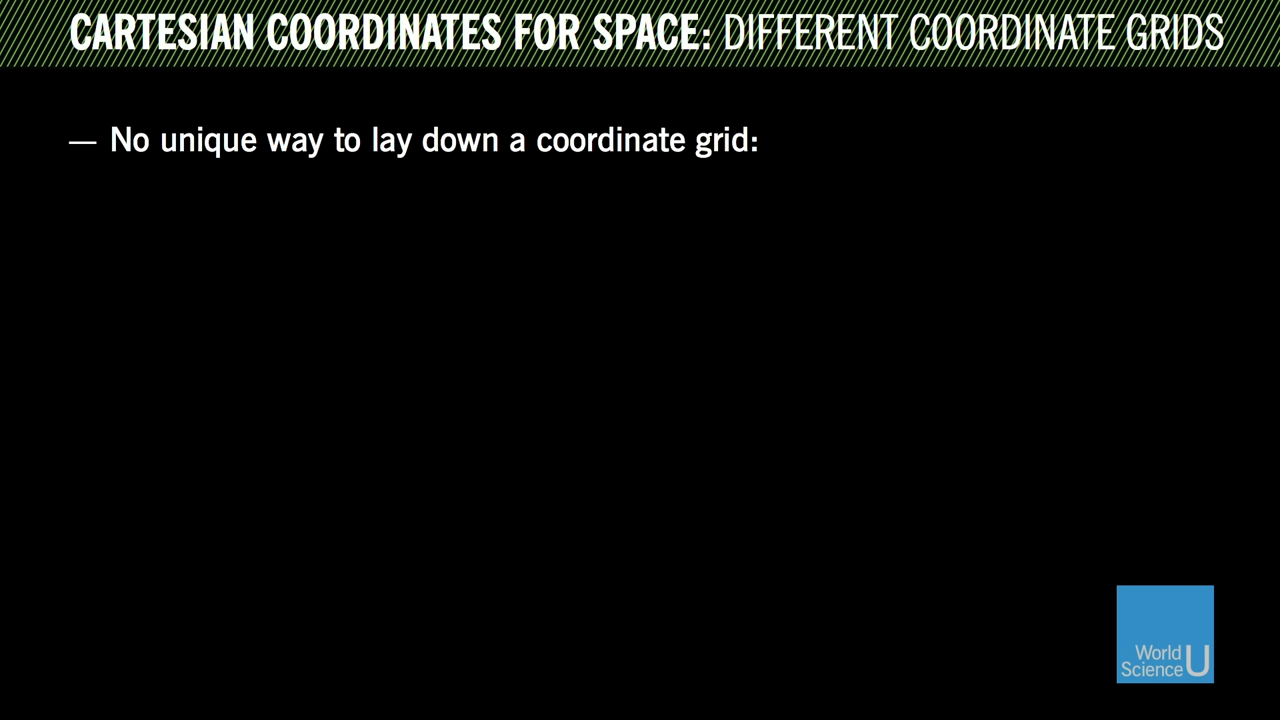 CARTESIAN COORDINATES FOR SPACE: DIFFERENT COORDINATE GRIDS
— No unique way to lay down a coordinate grid:
World
Science U